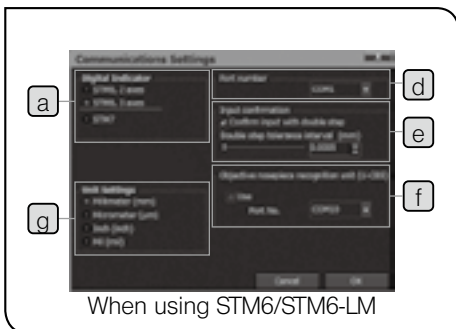 Communications Settings
Digital Indicator
STM6, 2 axes
STM6, 3 axes
STM7
Port number
COM1
Input confirmation
Confirm input with double step
Double step tolerance interval (mm)
0.0005
Objective nosepiece recognition unit (U-CBS)
Use
Port No.
COM10
Unit Settings
Millimeter (mm)
Micrometer (μm)
Inch (inch)
Mil (mil)
Cancel
OK
a
d
e
f
g
When using STM6/STM6-LM